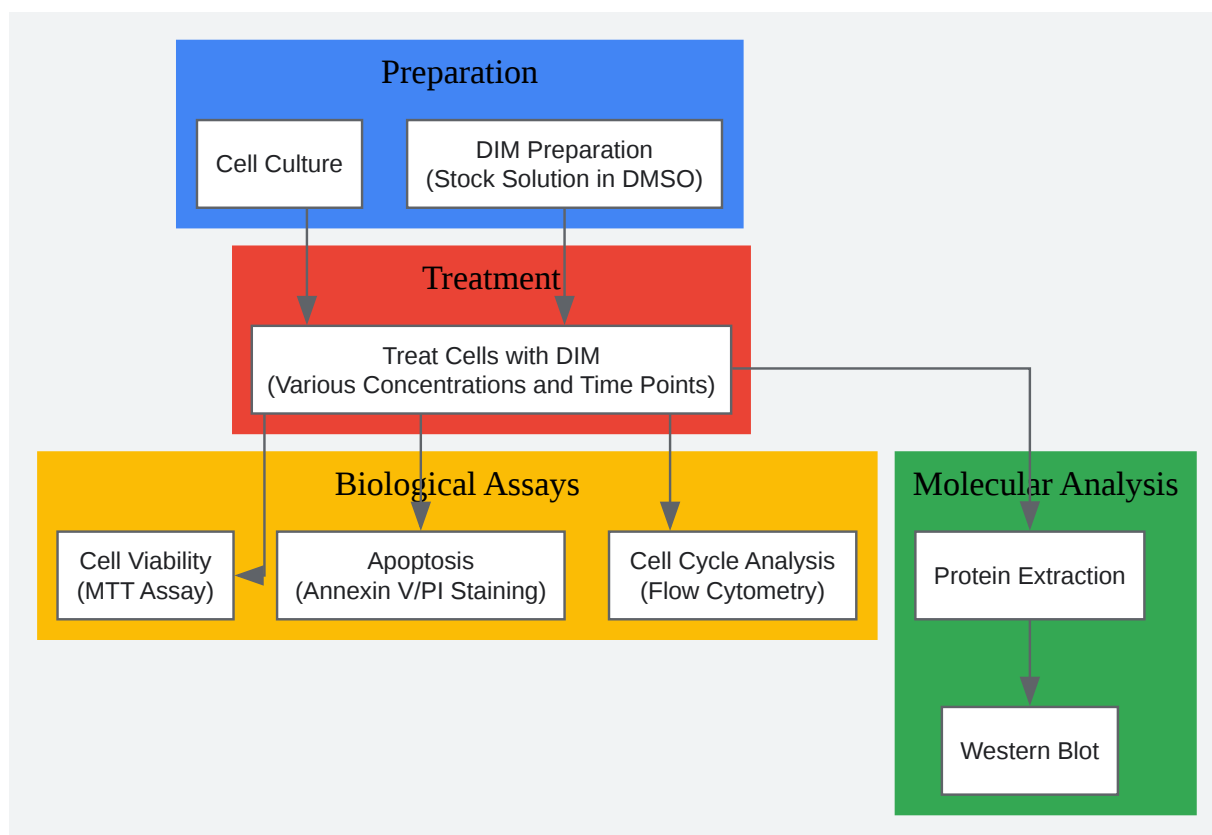 Preparation
Cell Culture
DIM Preparation
(Stock Solution in DMSO)
Treatment
Treat Cells with DIM
(Various Concentrations and Time Points)
Biological Assays
Cell Viability
(MTT Assay)
Apoptosis
(Annexin V/PI Staining)
Cell Cycle Analysis
(Flow Cytometry)
Molecular Analysis
Protein Extraction
Western Blot